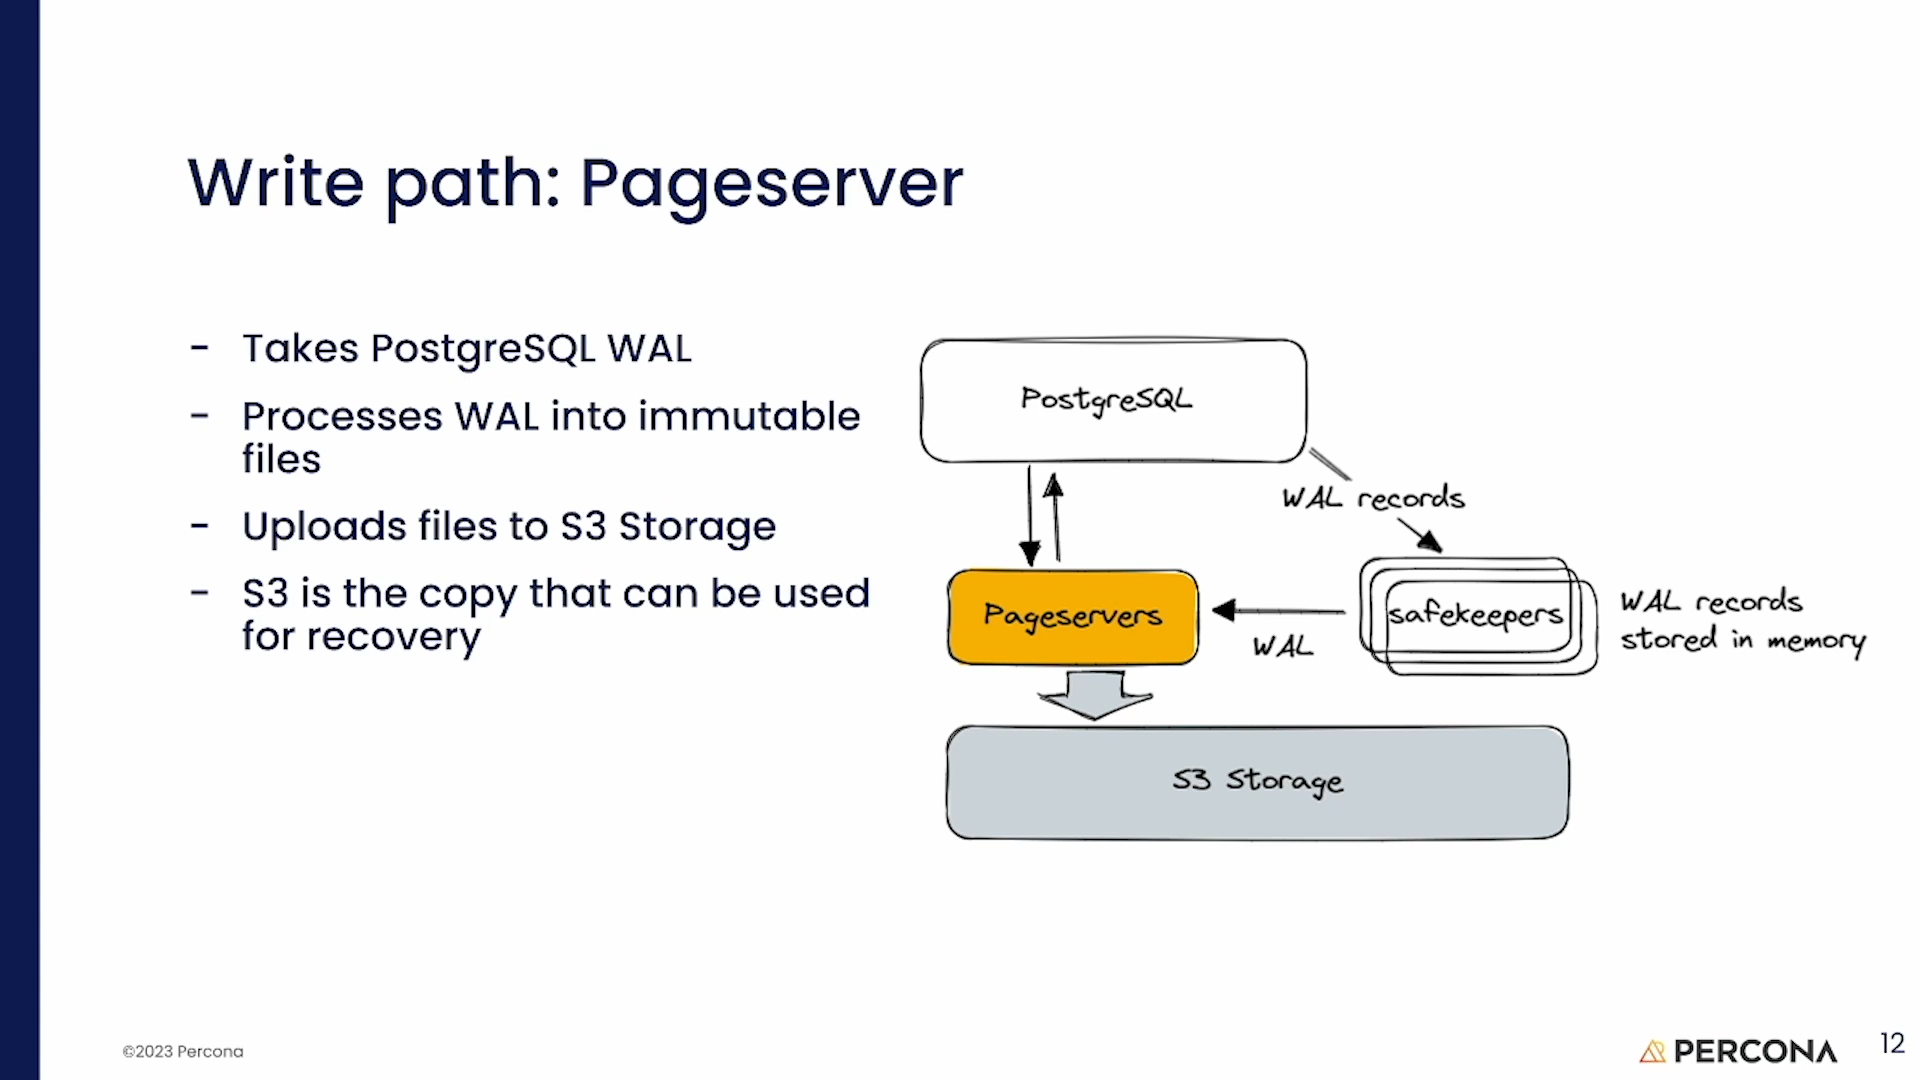 Write path: Pageserver
- Takes PostgreSQL WAL
- Processes WAL into immutable
files
- Uploads files to S3 Storage
- S3 is the copy that can be used
for recovery
PostgreSQL
WAL records
Pageservers
WAL
safekeepers
WAL records
stored in memory
S3 Storage
©2023 Percona
PERCONA
12